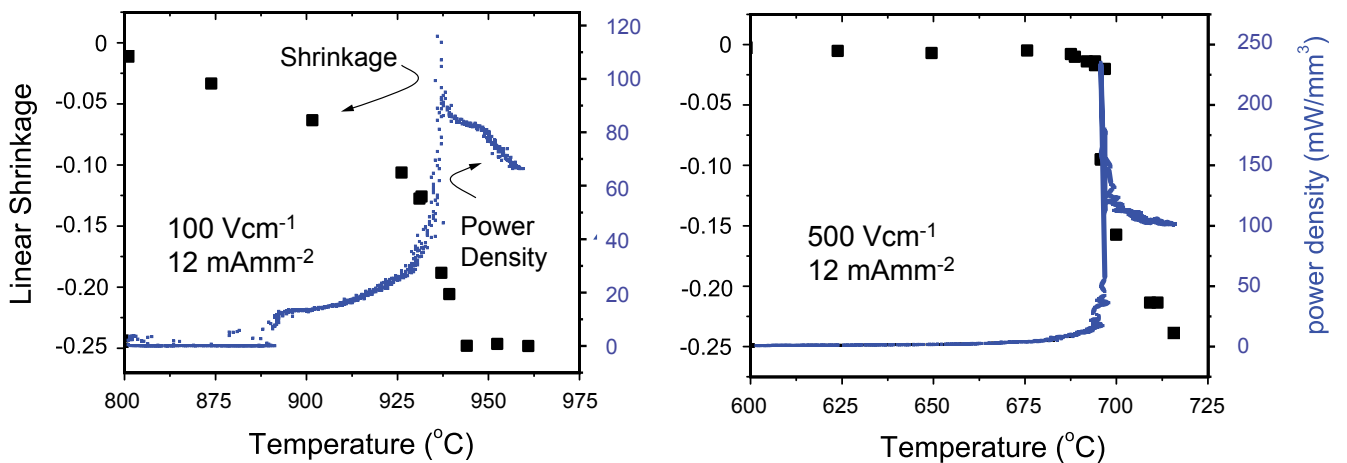 0
-0.05
-0.10
-0.15
-0.20
-0.25
Linear Shrinkage
Shrinkage
100 Vcm-1
12 mAmm-2
Power
Density
120
100
80
60
40
20
0
800 875 900 925 950 975
Temperature (oC)
0
-0.05
-0.10
-0.15
-0.20
-0.25
500 Vcm-1
12 mAmm-2
250
200
150
100
50
0
power density (mW/mm3)
600 625 650 675 700 725
Temperature (oC)